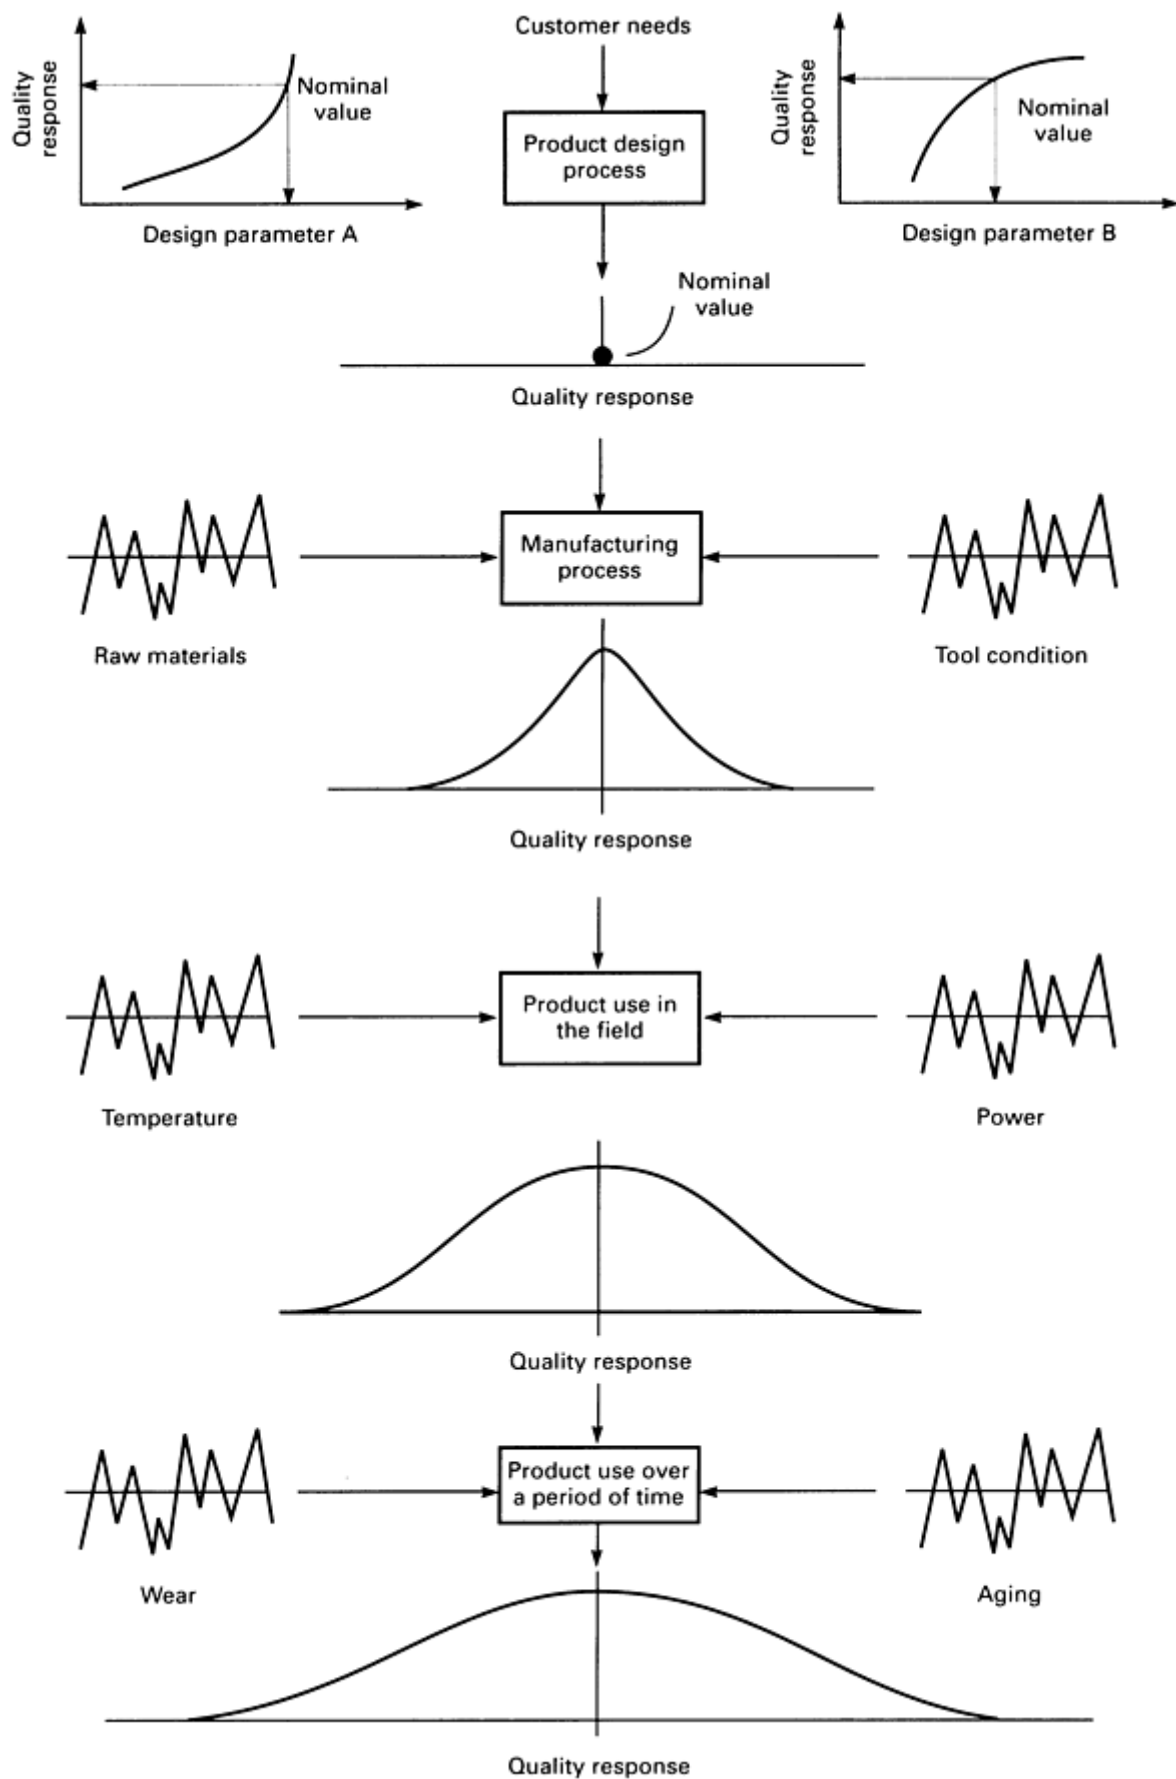 Customer needs
Quality
response
Nominal
value
Design parameter A
Product design
process
Quality
response
Nominal
value
Design parameter B
Nominal
value
Quality response
Manufacturing
process
Raw materials
Tool condition
Quality response
Product use in
the field
Temperature
Power
Quality response
Product use over
a period of time
Wear
Aging
Quality response